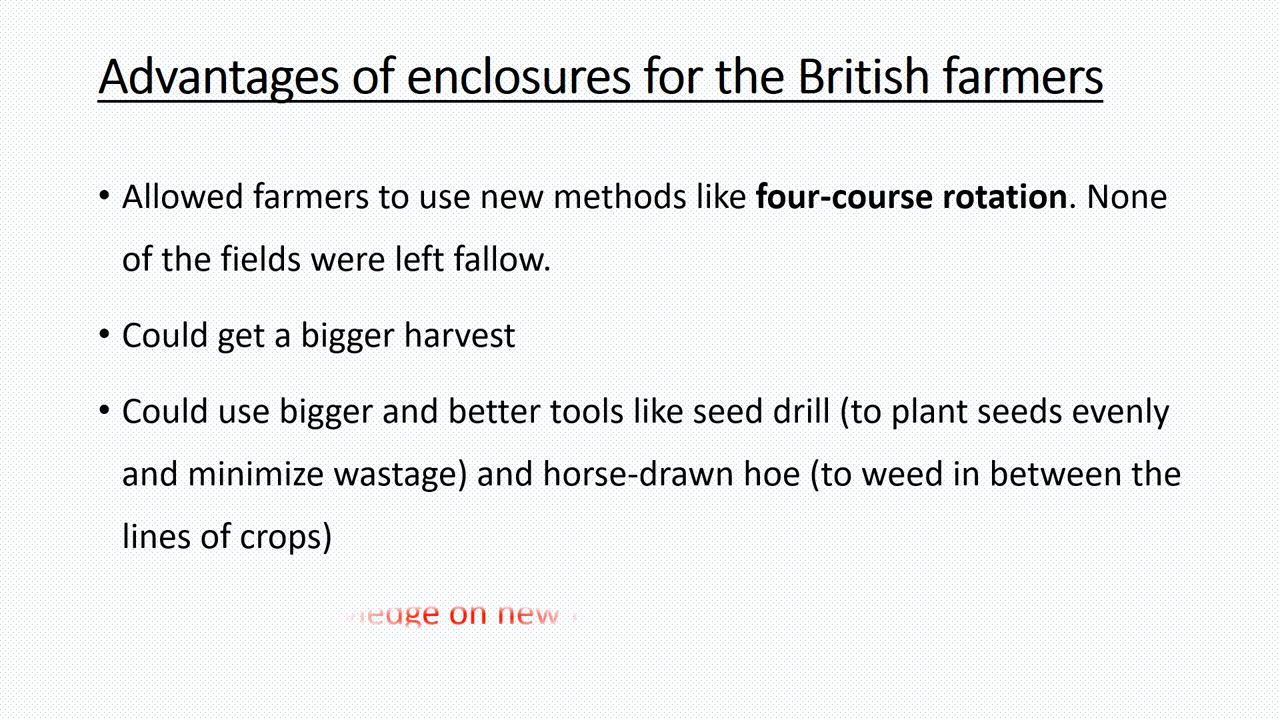 Advantages of enclosures for the British farmers
• Allowed farmers to use new methods like four-course rotation. None
of the fields were left fallow.
• Could get a bigger harvest
• Could use bigger and better tools like seed drill (to plant seeds evenly
and minimize wastage) and horse-drawn hoe (to weed in between the
lines of crops)
on new